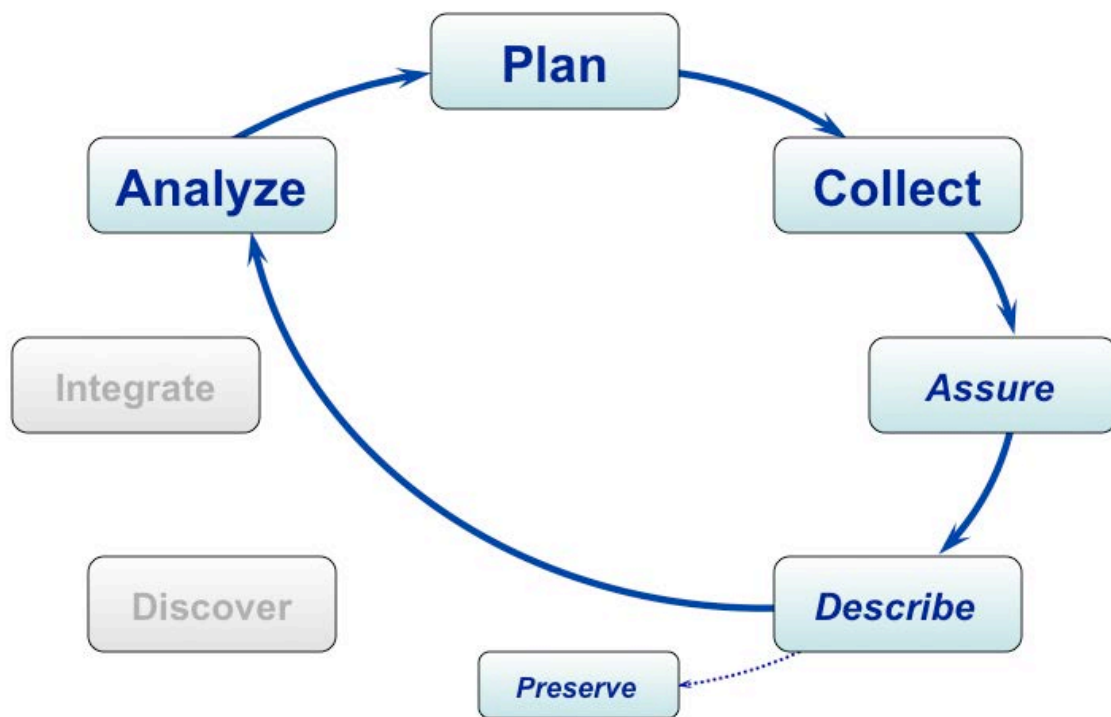 Plan
Analyze
Collect
Integrate
Assure
Discover
Describe
Preserve